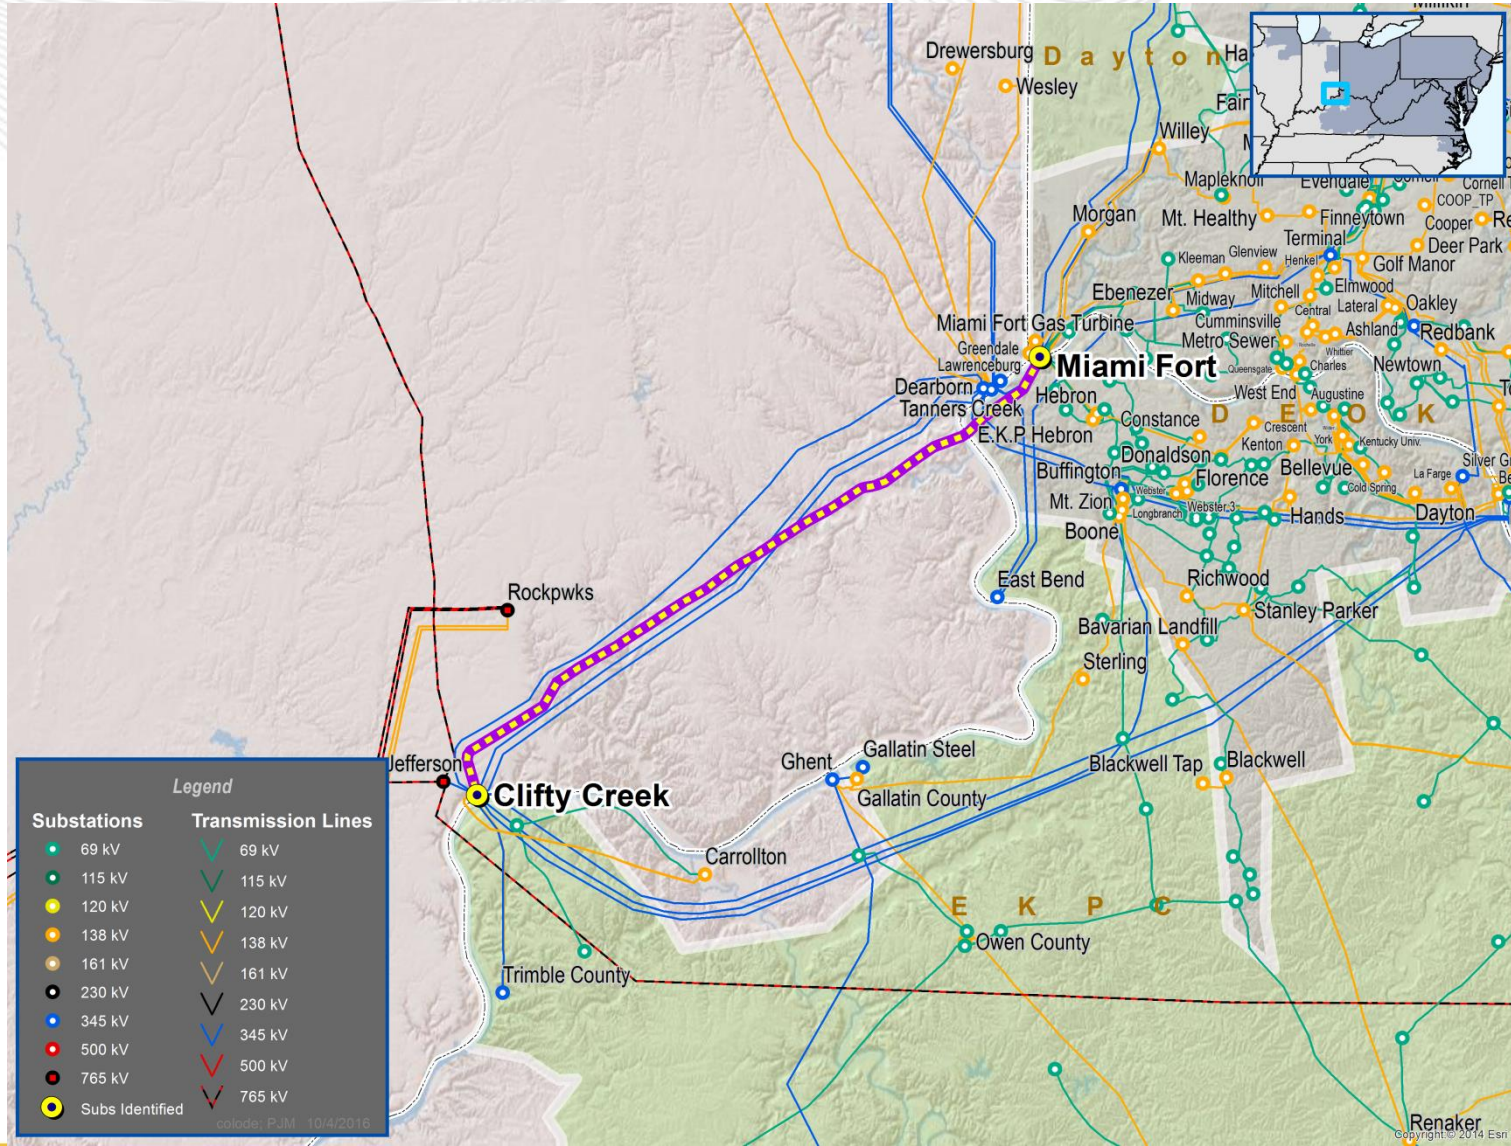 Drewersburg
Dayton
Wesley
Willey
Mapleknoll
Evendale
Cornell T
COOP_TP
Morgan
Mt. Healthy
Finneytown
Cooper
Re
Terminal
Deer Park
Kleeman
Glenview
Henkel
Golf Manor
Ebenezer
Midway
Mitchell
Elmwood
Lateral
Oakley
Central
Miami Fort Gas Turbine
Cumminsville
Ashland
Redbank
Greendale
Metro Sewer
Whittier
Lawrenceburg
Miami Fort
Queensgate
Charles
Newtown
Dearborn
Hebron
West End
Augustine
Tanners Creek
Constance
DEOK
E.K.P Hebron
Crescent
York
Kentucky Univ.
Kenton
Donaldson
Buffington
Florence
Bellevue
La Farge
Silver G
Webster
Cold Spring
Mt. Zion
Longbranch
Webster 3
Hands
Dayton
Boone
East Bend
Richwood
Rockpwks
Stanley Parker
Bavarian Landfill
Sterling
Jefferson
Ghent
Gallatin Steel
Blackwell Tap
Blackwell
Clifty Creek
Gallatin County
Carrollton
EKPC
Owen County
Trimble County
Renaker
Legend
Substations Transmission Lines
69 kV 69 kV
115 kV 115 kV
120 kV 120 kV
138 kV 138 kV
161 kV 161 kV
230 kV 230 kV
345 kV 345 kV
500 kV 500 kV
765 kV 765 kV
Subs Identified
colode; PJM 10/4/2016
Copyright:© 2014 Esri